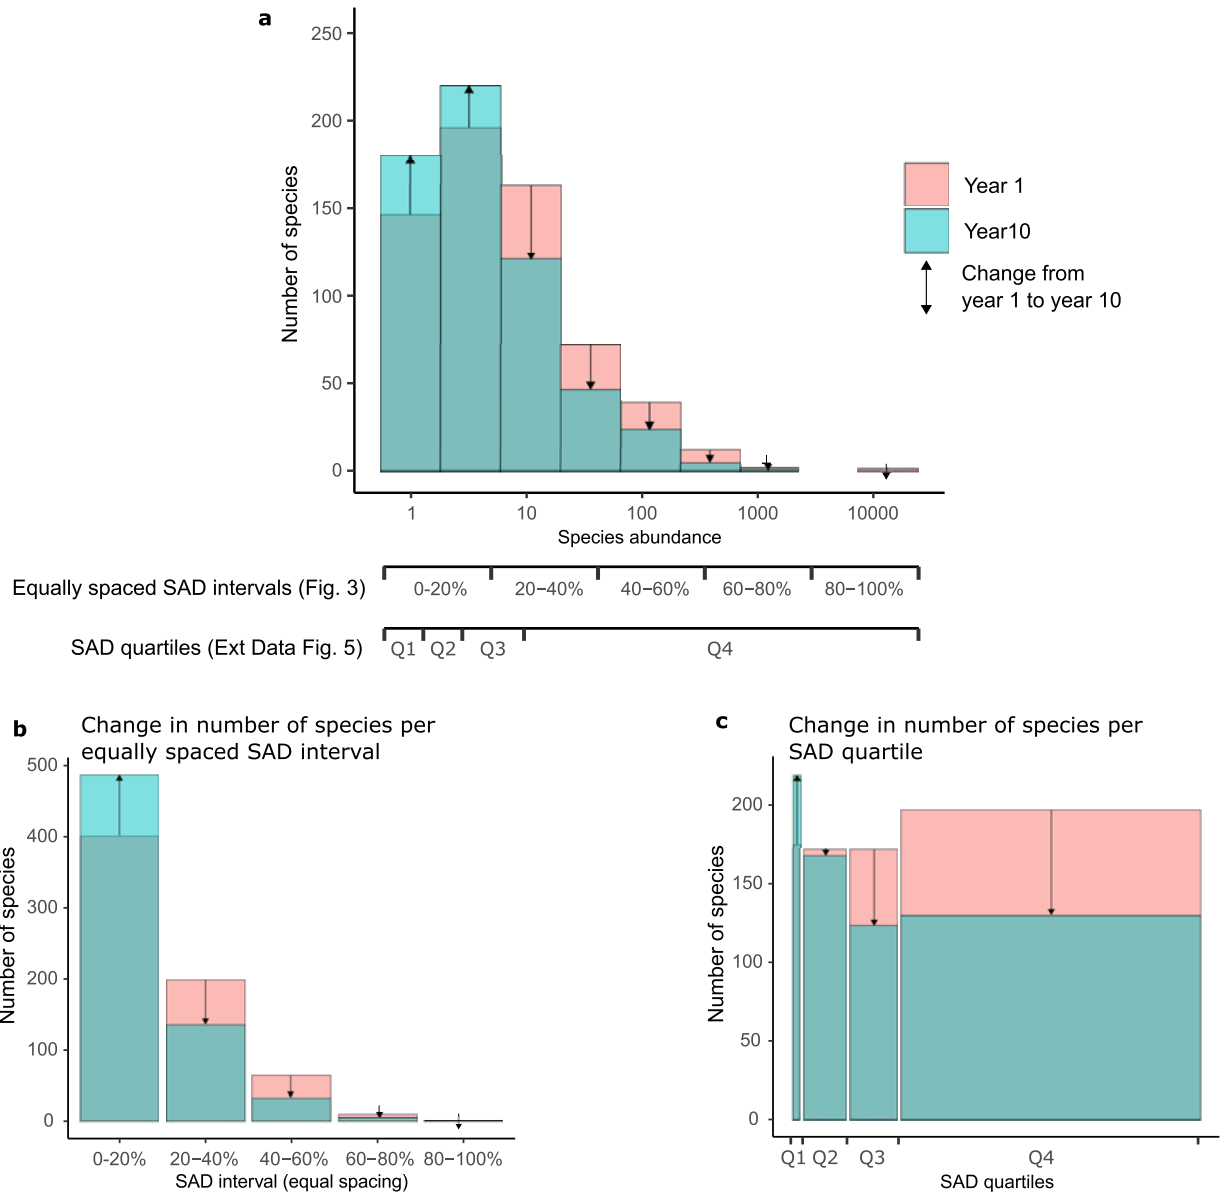 a
250
200
150
100
50
0
Number of species
1 10 100 1000 10000
Species abundance
Year 1
Year10
Change from
year 1 to year 10
Equally spaced SAD intervals (Fig. 3)
0-20% 20−40% 40−60% 60−80% 80−100%
SAD quartiles (Ext Data Fig. 5)
Q1 Q2 Q3 Q4
b
Change in number of species per
equally spaced SAD interval
500
400
300
200
100
0
Number of species
0-20% 20−40% 40−60% 60−80% 80−100%
SAD interval (equal spacing)
c
Change in number of species per
SAD quartile
200
150
100
50
0
Number of species
Q1 Q2 Q3 Q4
SAD quartiles